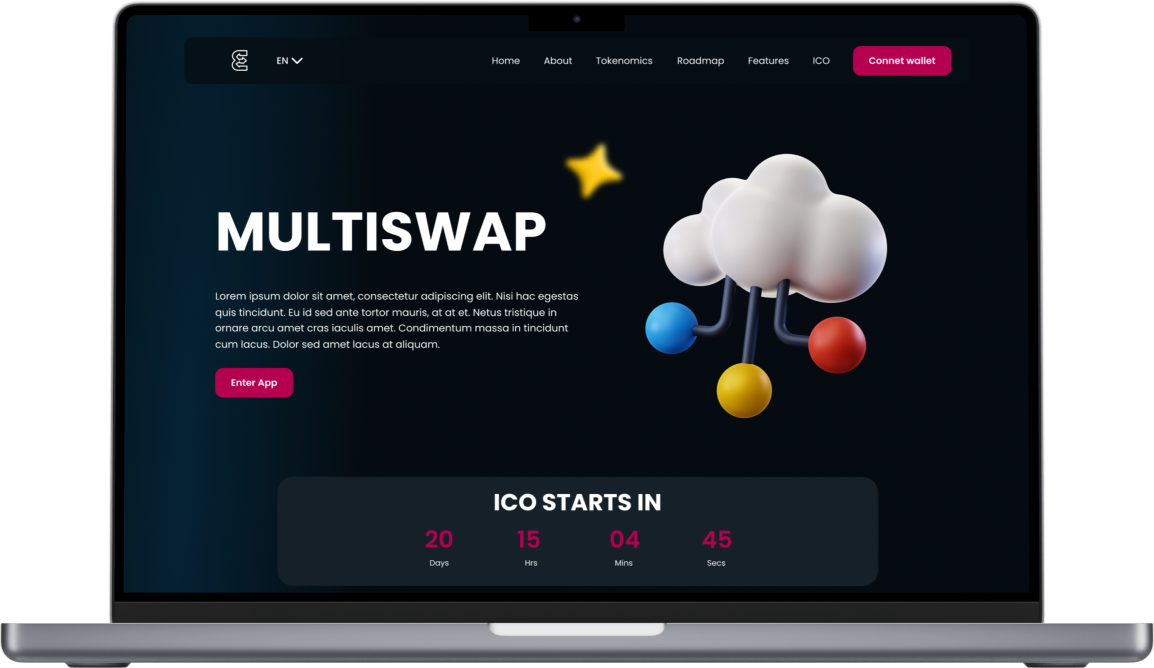 EN
Home
About
Tokenomics
Roadmap
Features
ICO
Connet wallet
MULTISWAP
Lorem ipsum dolor sit amet, consectetur adipiscing elit. Nisi hac egestas
quis tincidunt. Eu id sed ante tortor mauris, at at et. Netus tristique in
ornare arcu amet cras iaculis amet. Condimentum massa in tincidunt
cum lacus. Dolor sed amet lacus at aliquam.
Enter App
ICO STARTS IN
20 15 04 45
Days Hrs Mins Secs